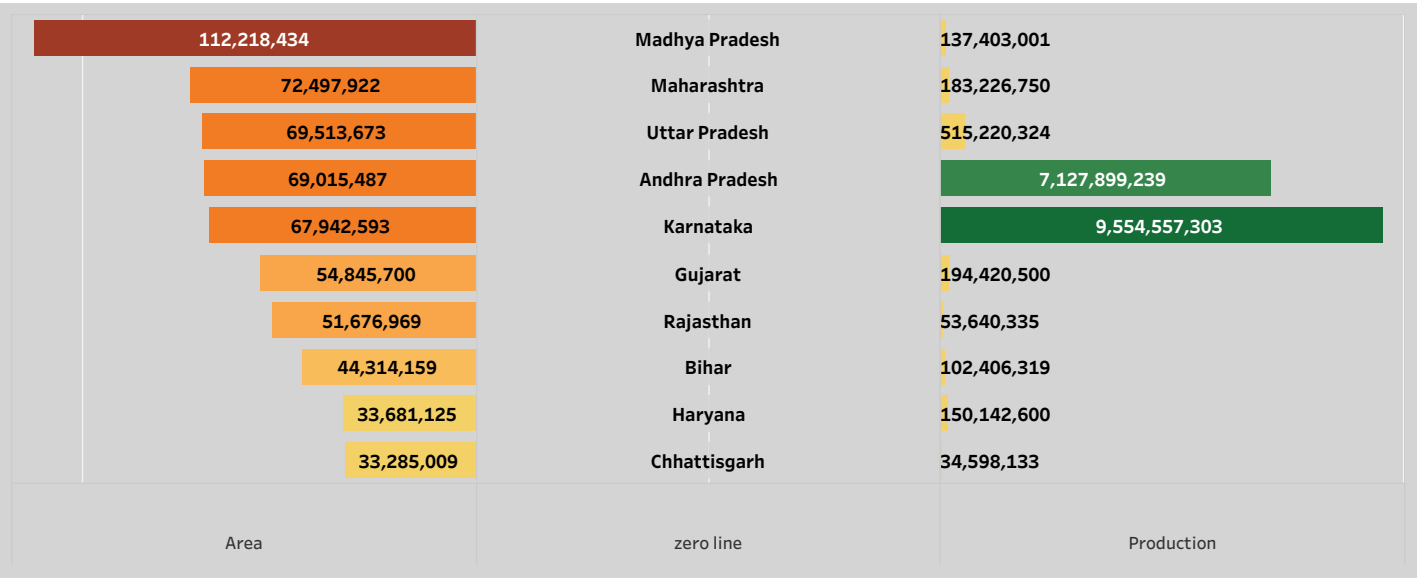 112,218,434 Madhya Pradesh 137,403,001
72,497,922 Maharashtra 183,226,750
69,513,673 Uttar Pradesh 515,220,324
69,015,487 Andhra Pradesh 7,127,899,239
67,942,593 Karnataka 9,554,557,303
54,845,700 Gujarat 194,420,500
51,676,969 Rajasthan 53,640,335
44,314,159 Bihar 102,406,319
33,681,125 Haryana 150,142,600
33,285,009 Chhattisgarh 34,598,133
Area zero line Production